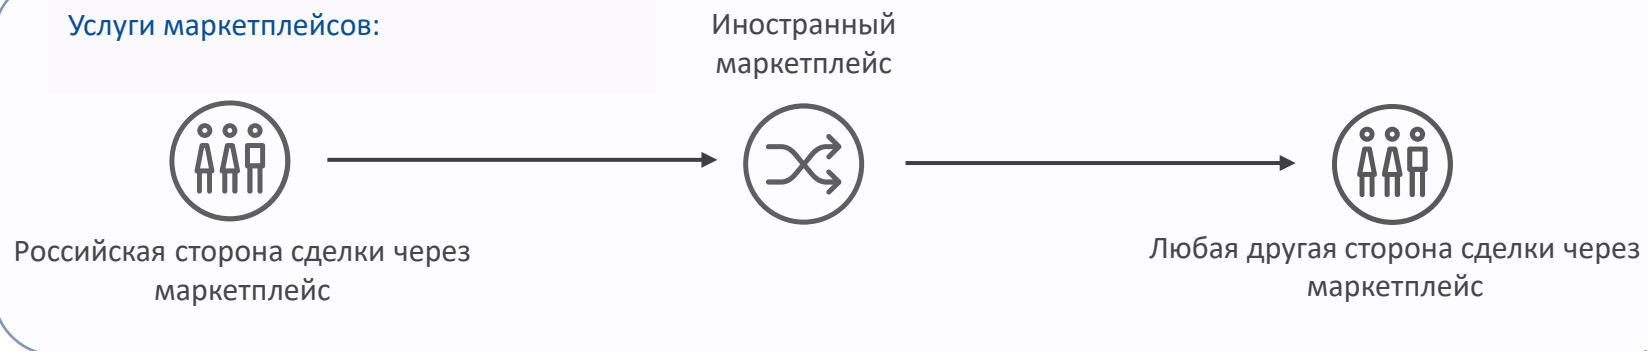 Услуги маркетплейсов:
Иностранный
маркетплейс
Российская сторона сделки через
маркетплейс
Любая другая сторона сделки через
маркетплейс